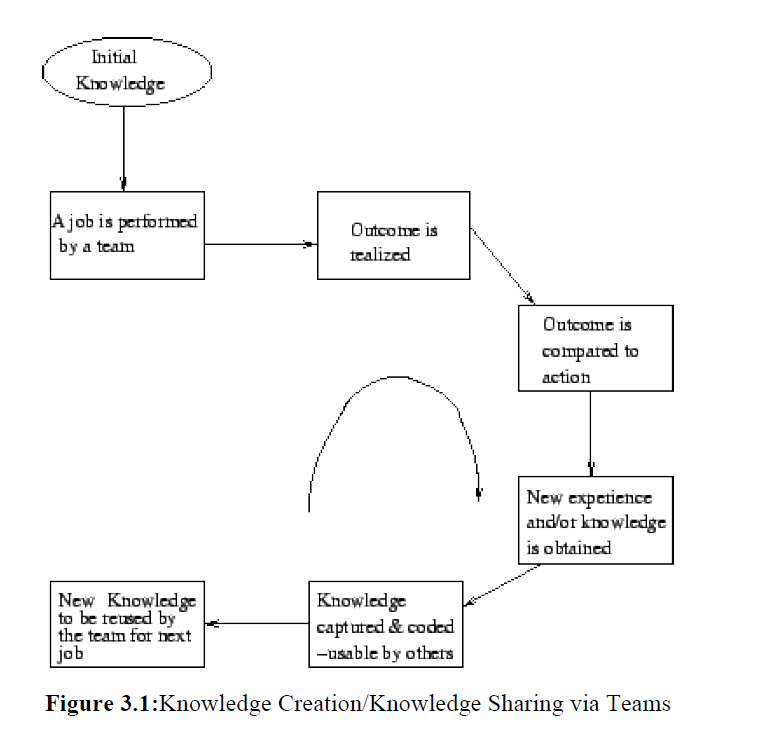 Initial
Knowledge
A job is performed
by a team
Outcome is
realized
Outcome is
compared to
action
New experience
and/or knowledge
is obtained
Knowledge
captured & coded
–usable by others
New Knowledge
to be reused by
the team for next
job
Figure 3.1:Knowledge Creation/Knowledge Sharing via Teams